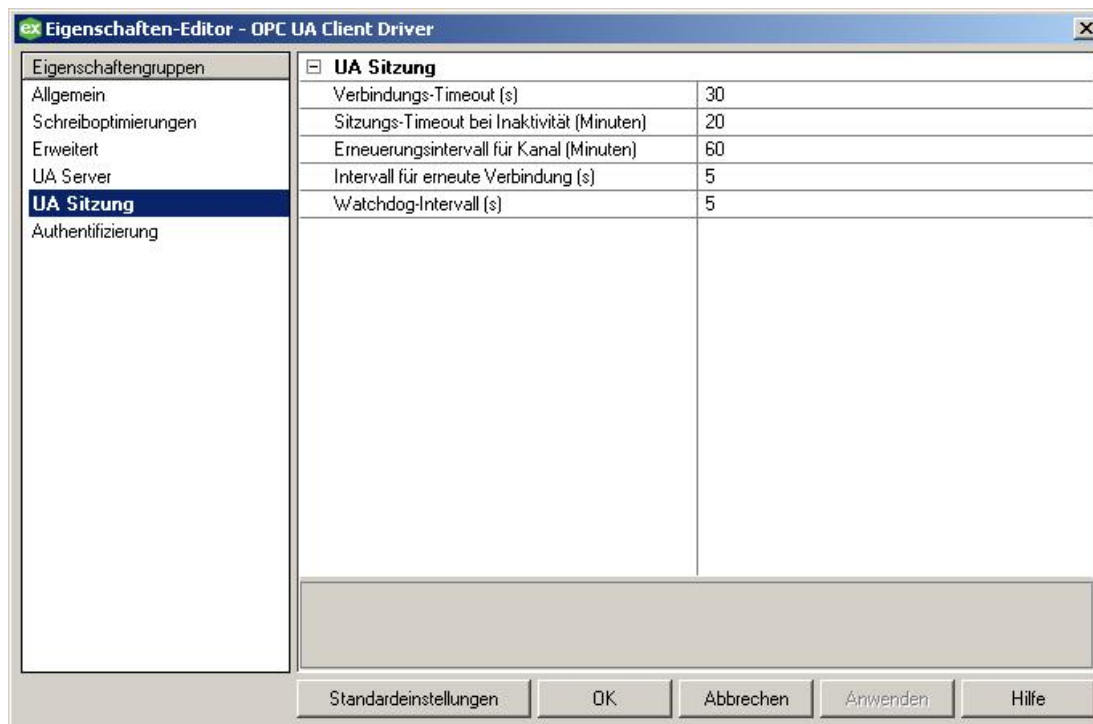 ex Eigenschaften-Editor - OPC UA Client Driver
Eigenschaftengruppen
Allgemein
Schreiboptimierungen
Erweitert
UA Server
UA Sitzung
Authentifizierung
UA Sitzung
Verbindungs-Timeout (s) 30
Sitzungs-Timeout bei Inaktivität (Minuten) 20
Erneuerungsintervall für Kanal (Minuten) 60
Intervall für erneute Verbindung (s) 5
Watchdog-Intervall (s) 5
Standardeinstellungen OK Abbrechen Anwenden Hilfe